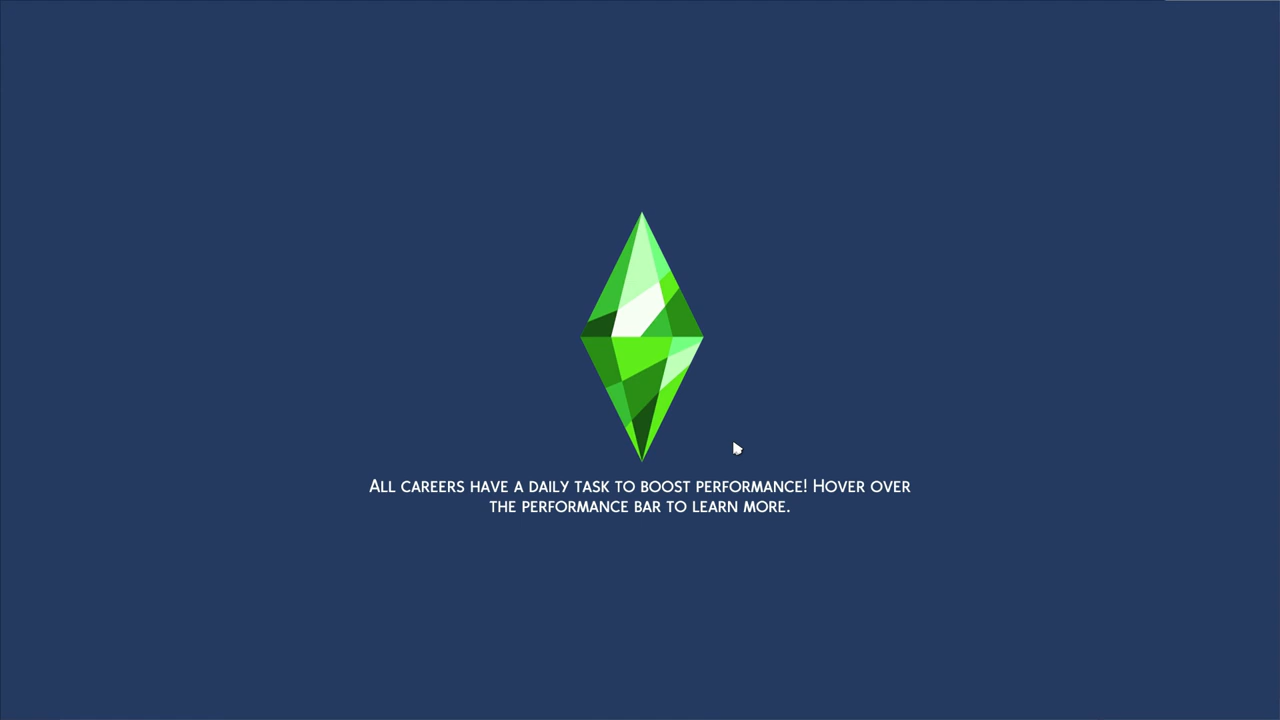 All careers have a daily task to boost performance! Hover over
the performance bar to learn more.